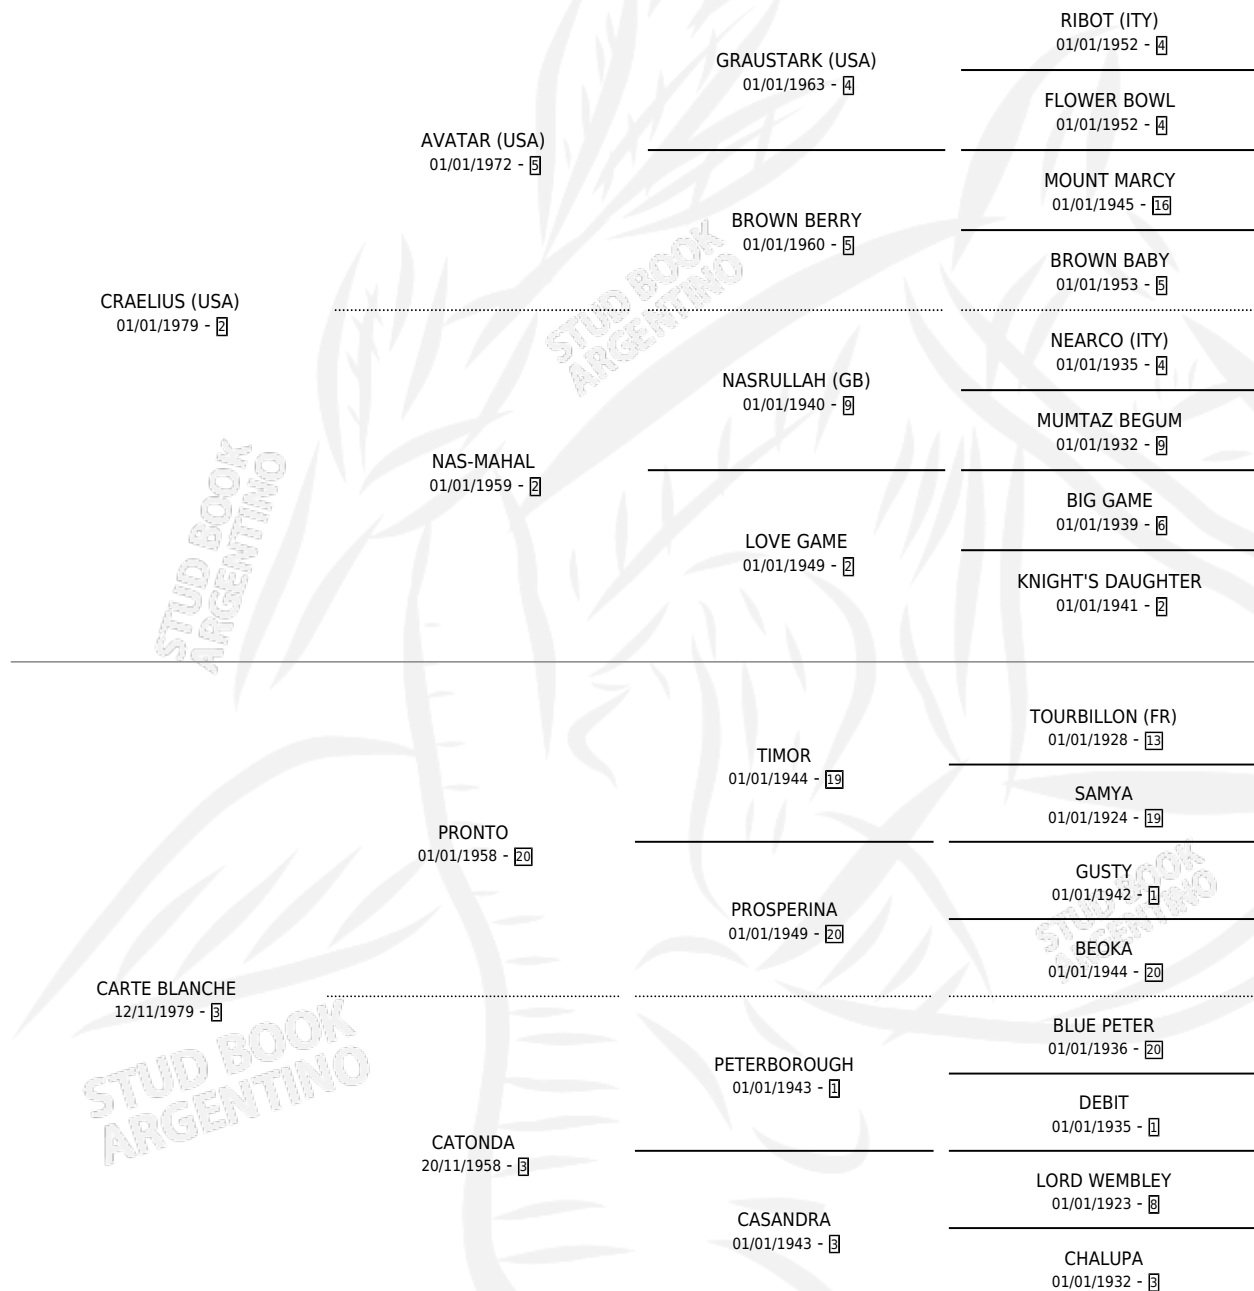 RIBOT (ITY)
01/01/1952 - 4
GRAUSTARK (USA)
01/01/1963 - 4
FLOWER BOWL
01/01/1952 - 4
AVATAR (USA)
01/01/1972 - 5
MOUNT MARCY
01/01/1945 - 16
BROWN BERRY
01/01/1960 - 5
BROWN BABY
01/01/1953 - 5
CRAELIUS (USA)
01/01/1979 - 2
NEARCO (ITY)
01/01/1935 - 4
NASRULLAH (GB)
01/01/1940 - 9
MUMTAZ BEGUM
01/01/1932 - 9
NAS-MAHAL
01/01/1959 - 2
BIG GAME
01/01/1939 - 6
LOVE GAME
01/01/1949 - 2
KNIGHT'S DAUGHTER
01/01/1941 - 2
TOURBILLON (FR)
01/01/1928 - 13
TIMOR
01/01/1944 - 19
SAMYA
01/01/1924 - 19
PRONTO
01/01/1958 - 20
GUSTY
01/01/1942 - 1
PROSPERINA
01/01/1949 - 20
BEOKA
01/01/1944 - 20
CARTE BLANCHE
12/11/1979 - 3
BLUE PETER
01/01/1936 - 20
PETERBOROUGH
01/01/1943 - 1
DEBIT
01/01/1935 - 1
CATONDA
20/11/1958 - 3
LORD WEMBLEY
01/01/1923 - 8
CASANDRA
01/01/1943 - 3
CHALUPA
01/01/1932 - 3
STUD BOOK
ARGENTINO
STUD BOOK
ARGENTINO
STUD BOOK
ARGENTINO
STUD BOOK
ARGENTINO